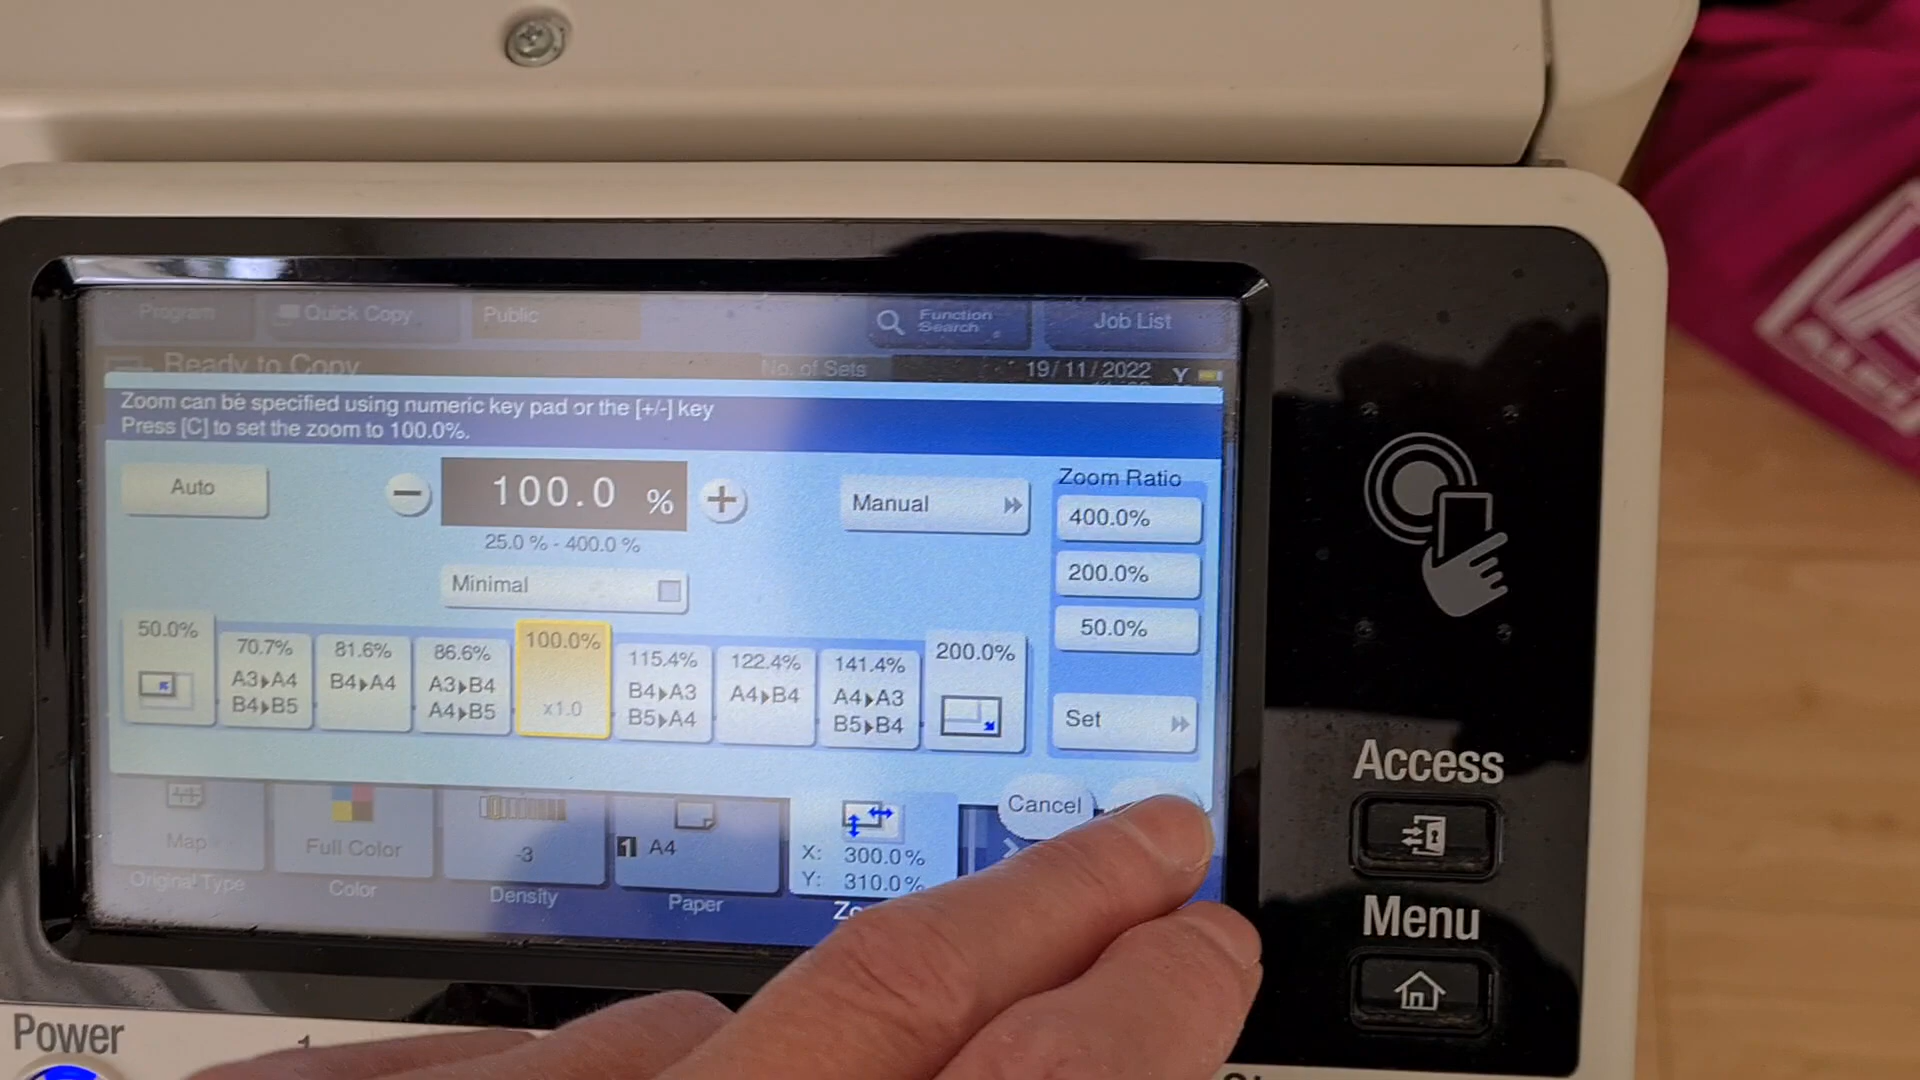 Program
Quick Copy
Public
Function Search
Job List
Ready to Copy
No. of Sets
19/11/2022
Y
Zoom can be specified using numeric key pad or the [+/-] key
Press [C] to set the zoom to 100.0%.
Auto
−
100.0 %
+
25.0 % - 400.0 %
Minimal
Manual
Zoom Ratio
400.0%
200.0%
50.0%
Set
50.0%
70.7%
A3▸A4
B4▸B5
81.6%
B4▸A4
86.6%
A3▸B4
A4▸B5
100.0%
x1.0
115.4%
B4▸A3
B5▸A4
122.4%
A4▸B4
141.4%
A4▸A3
B5▸B4
200.0%
Cancel
Map
Original Type
Full Color
Color
-3
Density
1 A4
Paper
X: 300.0%
Y: 310.0%
Access
Menu
Power
1